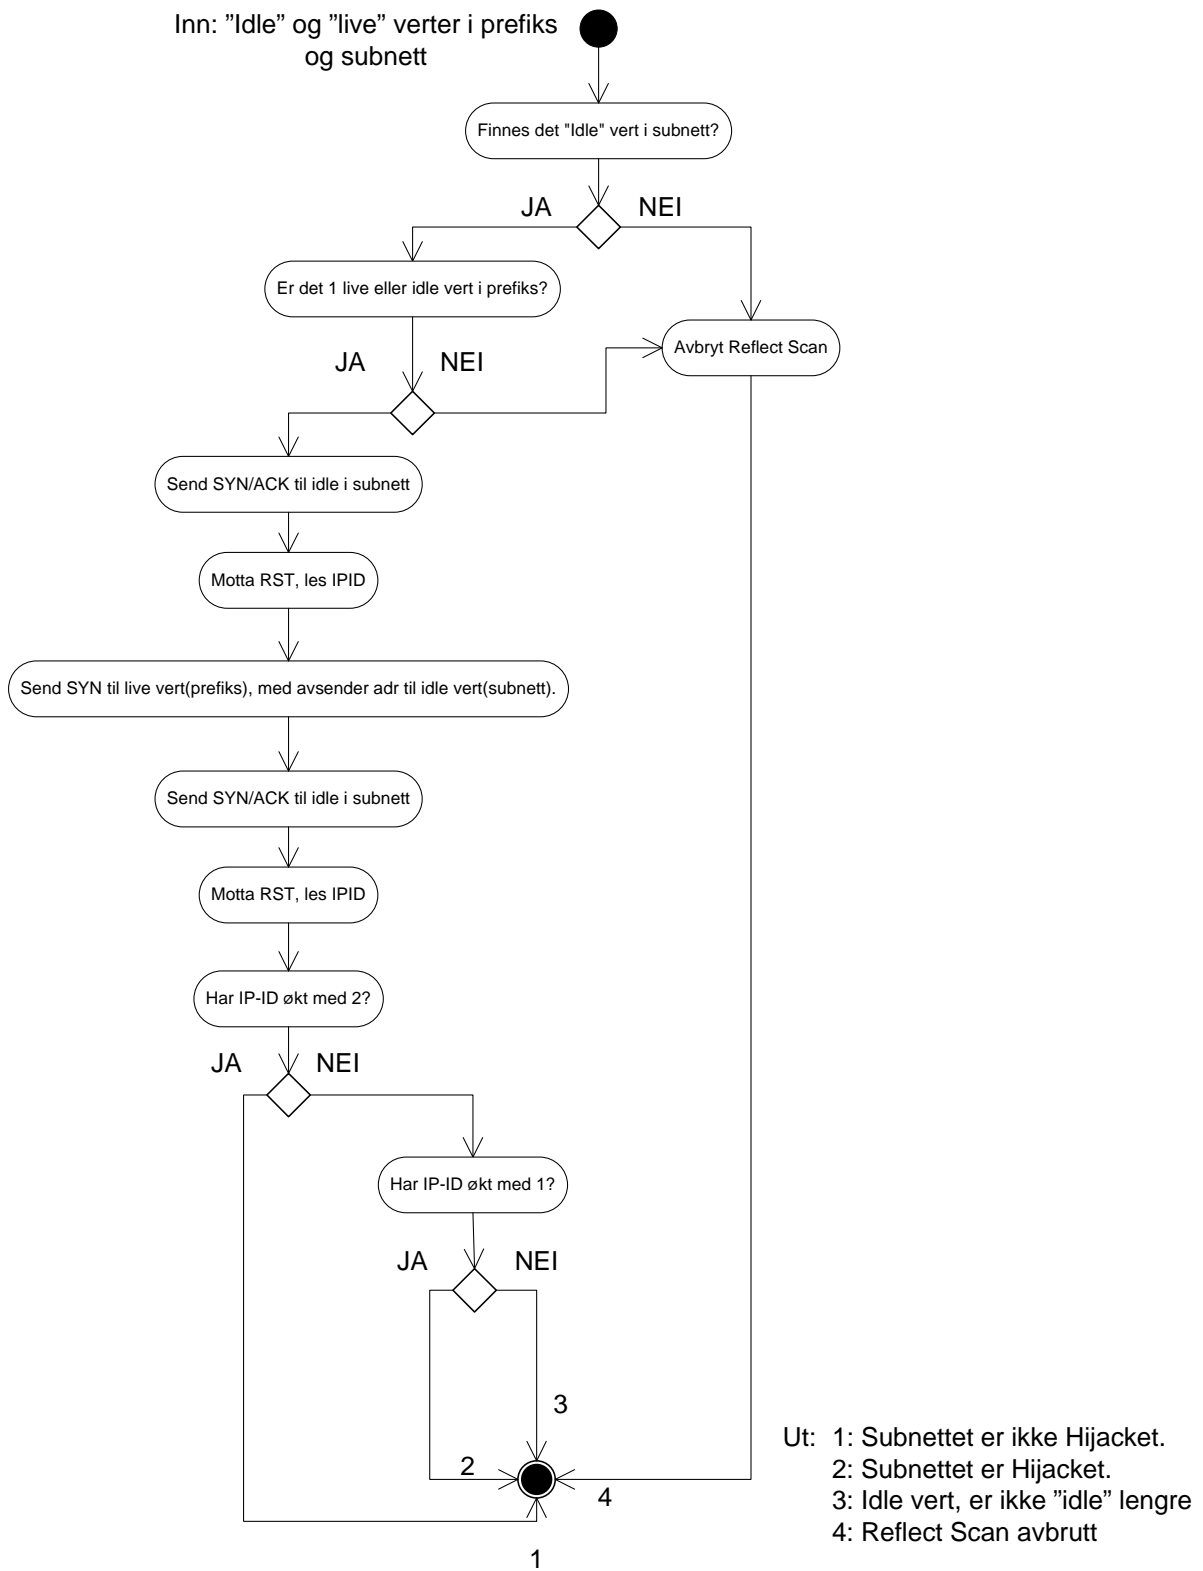 Inn: ”Idle” og ”live” verter i prefiks
og subnett
Finnes det "Idle" vert i subnett?
JA
NEI
Er det 1 live eller idle vert i prefiks?
Avbryt Reflect Scan
JA
NEI
Send SYN/ACK til idle i subnett
Motta RST, les IPID
Send SYN til live vert(prefiks), med avsender adr til idle vert(subnett).
Send SYN/ACK til idle i subnett
Motta RST, les IPID
Har IP-ID økt med 2?
JA
NEI
Har IP-ID økt med 1?
JA
NEI
3
2
4
1
Ut: 1: Subnettet er ikke Hijacket.
2: Subnettet er Hijacket.
3: Idle vert, er ikke ”idle” lengre
4: Reflect Scan avbrutt